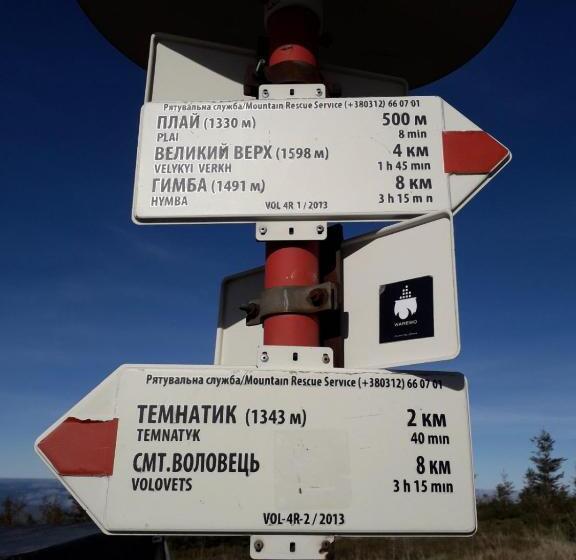 Рятувальна служба/Mountain Rescue Service (+380312) 66 07 01
ПЛАЙ (1330 м) 500 м
PLAI 8 min
ВЕЛИКИЙ ВЕРХ (1598 м) 4 км
VELYKYI VERKH 1 h 45 min
ГИМБА (1491 м) 8 км
HYMBA 3 h 15 min
VOL 4R 1 / 2013
WAREMO
Рятувальна служба/Mountain Rescue Service (+380312) 66 07 01
ТЕМНАТИК (1343 м) 2 км
TEMNATYK 40 min
СМТ.ВОЛОВЕЦЬ 8 км
VOLOVETS 3 h 15 min
VOL-4R-2 / 2013